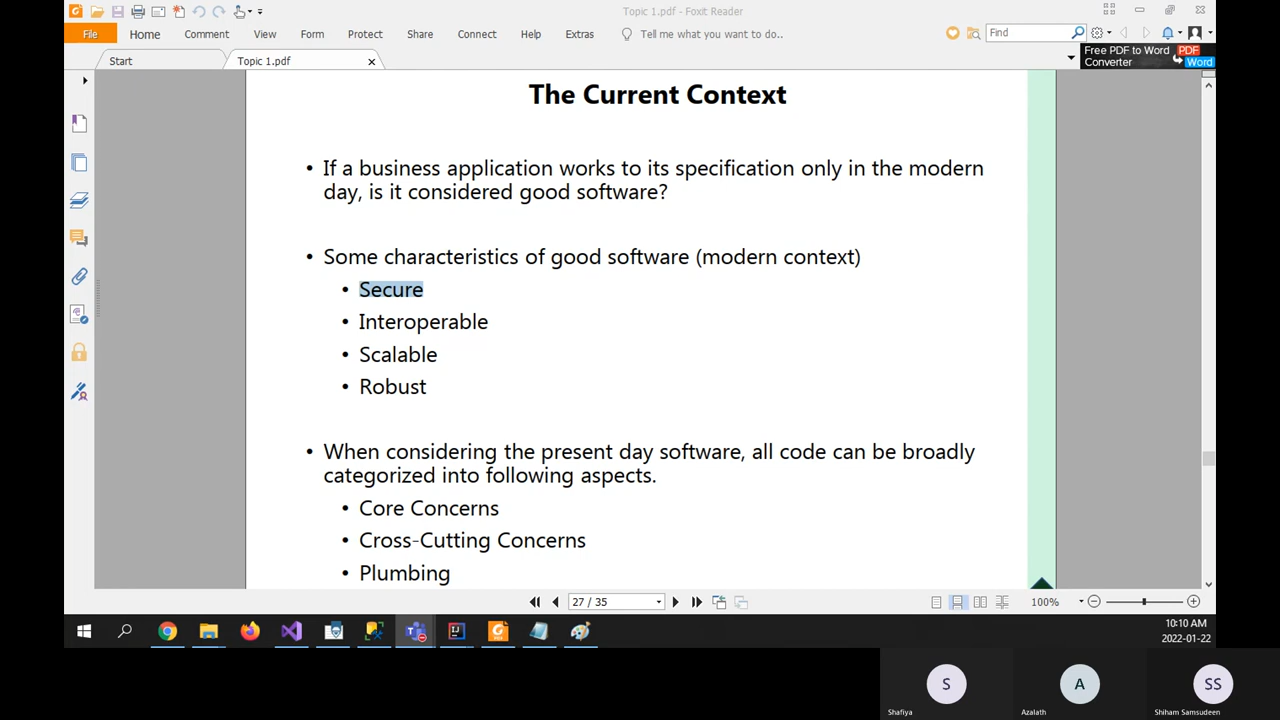 Topic 1.pdf - Foxit Reader
File Home Comment View Form Protect Share Connect Help Extras Tell me what you want to do.. Find
Start Topic 1.pdf
Free PDF to Word Converter PDF Word
The Current Context
• If a business application works to its specification only in the modern
day, is it considered good software?
• Some characteristics of good software (modern context)
• Secure
• Interoperable
• Scalable
• Robust
• When considering the present day software, all code can be broadly
categorized into following aspects.
• Core Concerns
• Cross-Cutting Concerns
• Plumbing
27 / 35 100%
10:10 AM
2022-01-22
S A SS
Shafiya Azalath Shiham Samsudeen